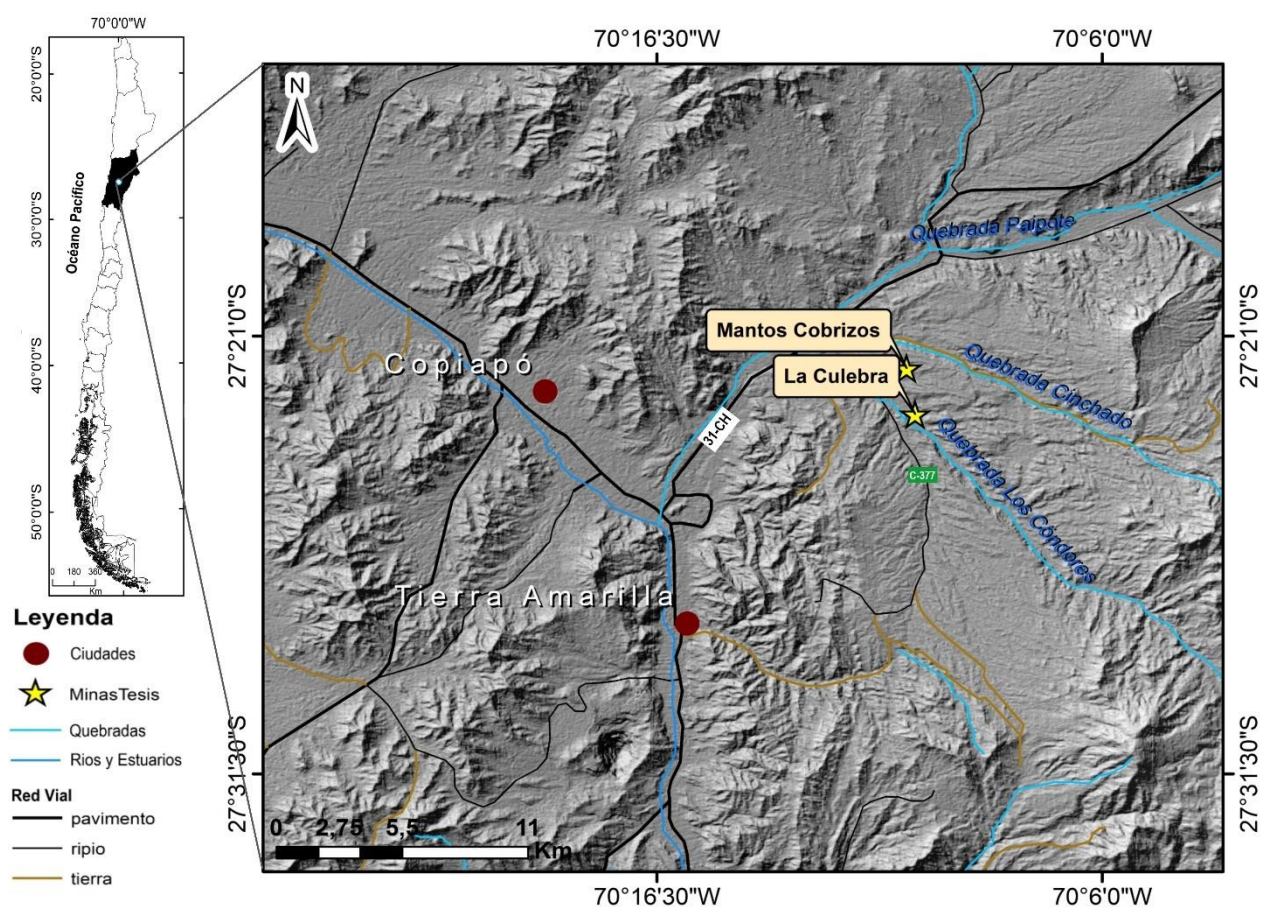 70°0'0"W
20°0'0"S
30°0'0"S
40°0'0"S
50°0'0"S
Océano Pacífico
0 180 360
Km
Leyenda
Ciudades
MinasTesis
Quebradas
Rios y Estuarios
Red Vial
pavimento
ripio
tierra
70°16'30"W
70°6'0"W
N
Quebrada Paipote
27°21'0"S
27°21'0"S
Mantos Cobrizos
Copiapó
La Culebra
Quebrada Cinchado
31-CH
C-377
Quebrada Los Cóndores
Tierra Amarilla
27°31'30"S
27°31'30"S
0 2,75 5,5 11
Km
70°16'30"W
70°6'0"W